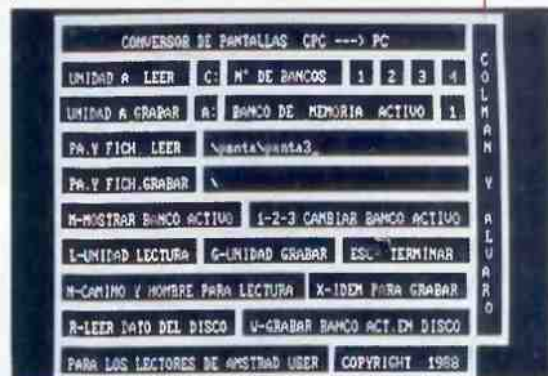 CONVERSOR DE PANTALLAS CPC ---> PC
UNIDAD A LEER C: Nº DE BANCOS 1 2 3 4
UNIDAD A GRABAR A: BANCO DE MEMORIA ACTIVO 1
PA.Y FICH. LEER \panta\panta3_
PA.Y FICH.GRABAR \
M-MOSTRAR BANCO ACTIVO 1-2-3 CAMBIAR BANCO ACTIVO
L-UNIDAD LECTURA G-UNIDAD GRABAR ESC- TERMINAR
N-CAMINO Y NOMBRE PARA LECTURA X-IDEM PARA GRABAR
R-LEER DATO DEL DISCO W-GRABAR BANCO ACT.EN DISCO
PARA LOS LECTORES DE AMSTRAD USER COPYRIGHT 1988
COLMAN Y ALVARO